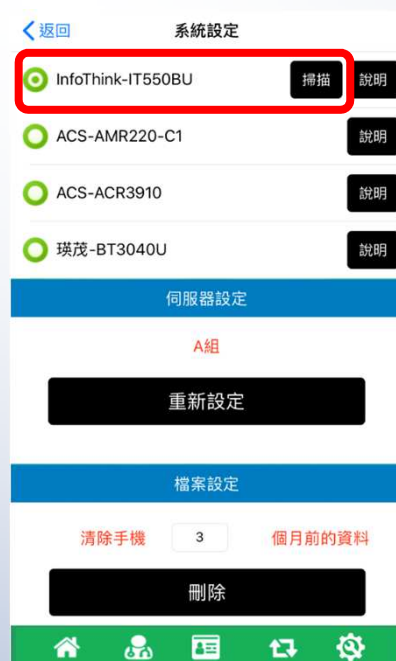 返回 系統設定
InfoThink-IT550BU 掃描 說明
ACS-AMR220-C1 說明
ACS-ACR3910 說明
瑛茂-BT3040U 說明
伺服器設定
A組
重新設定
檔案設定
清除手機 3 個月前的資料
刪除